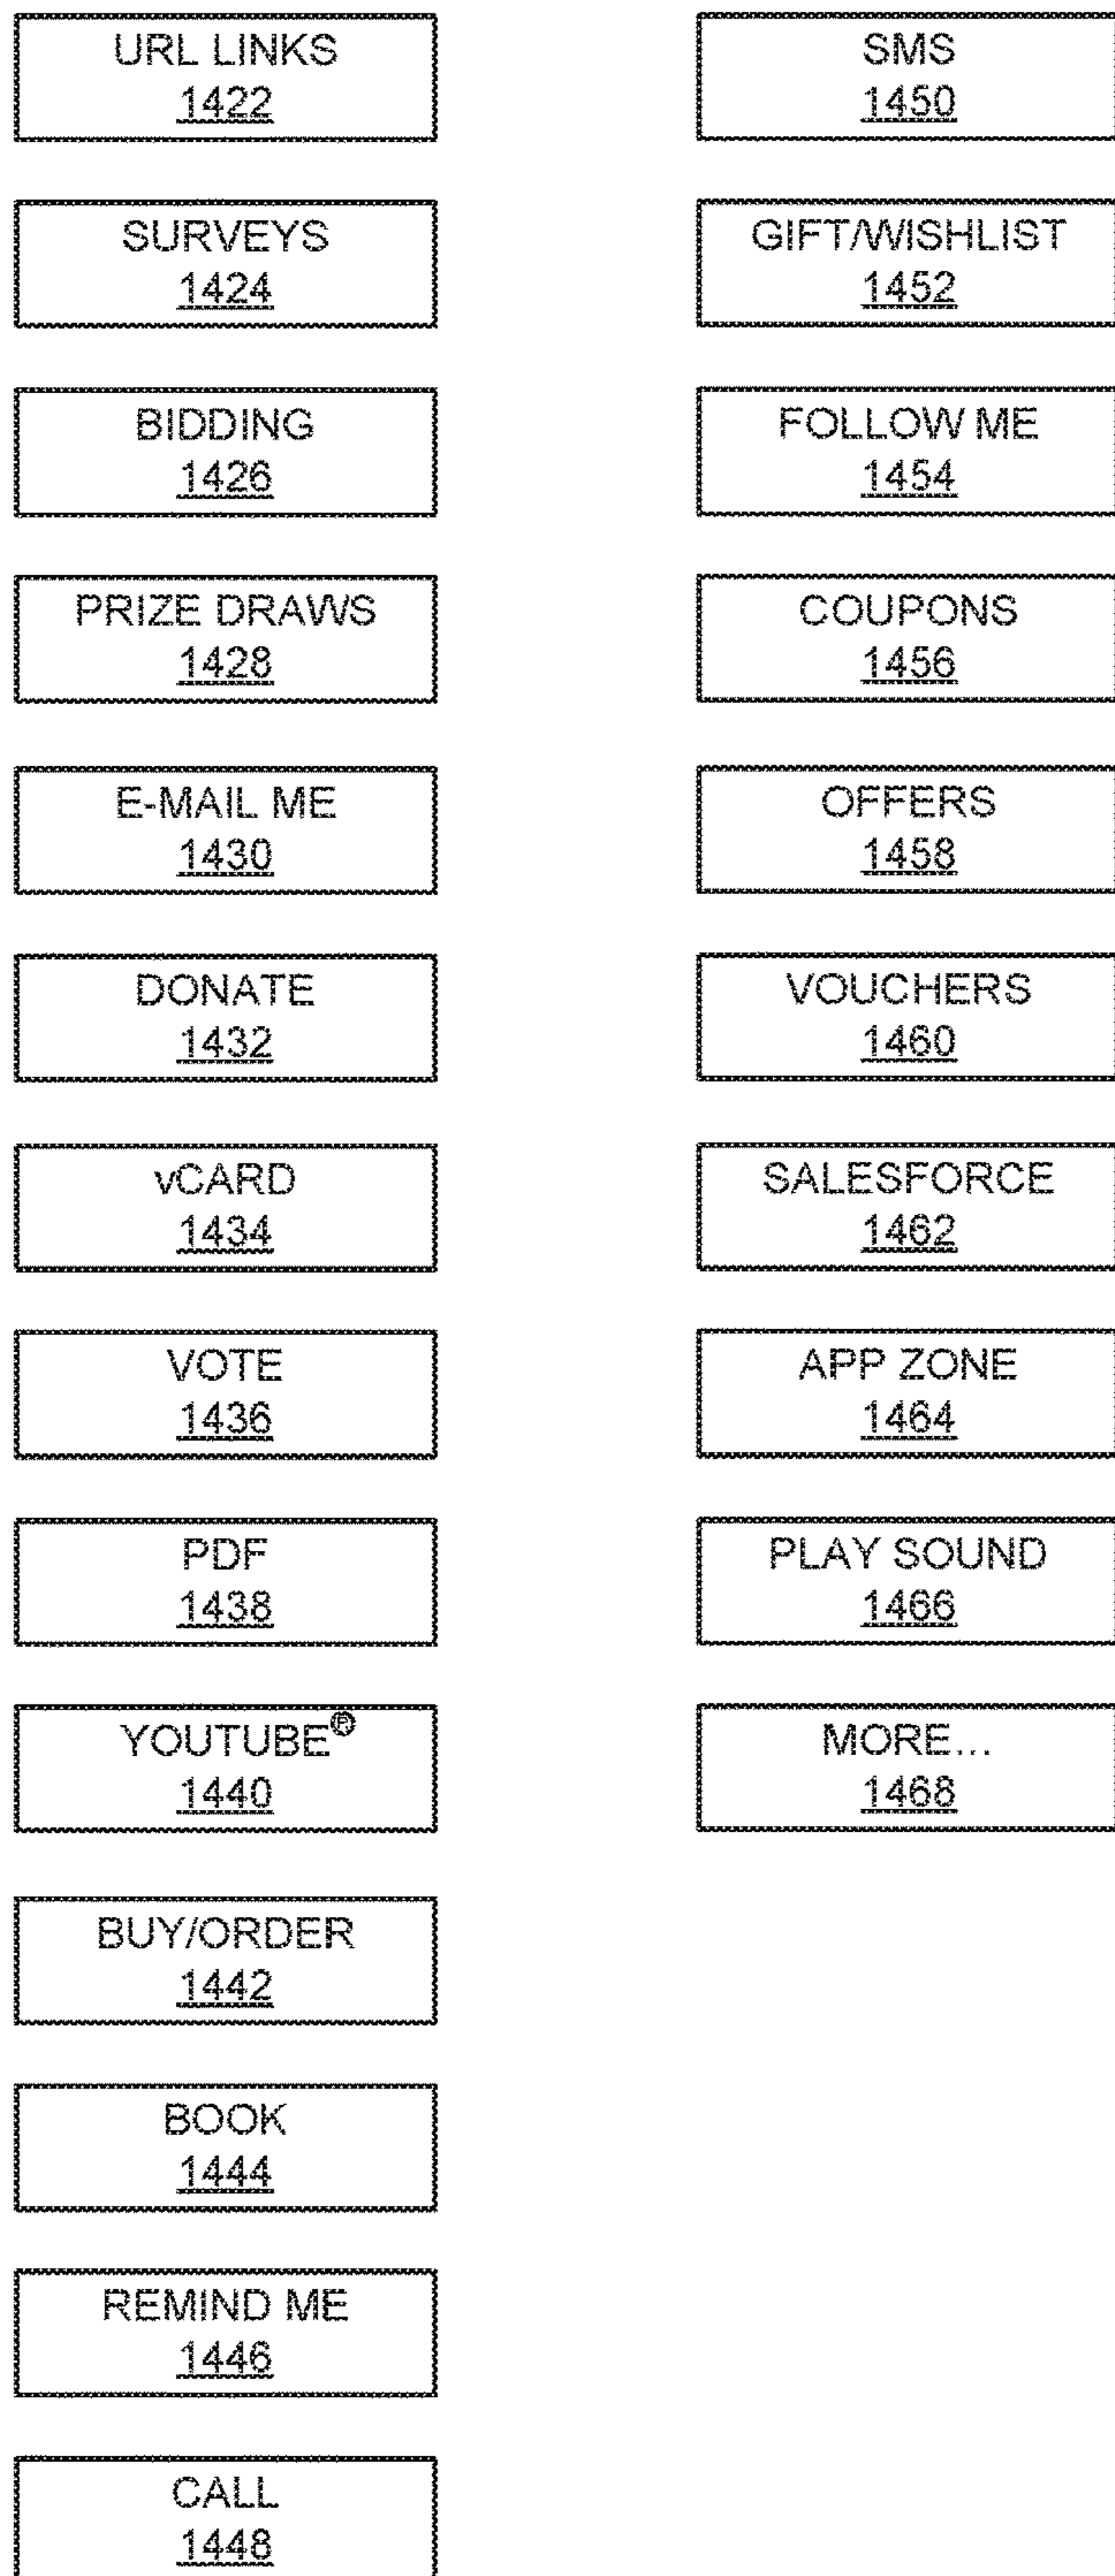 URL LINKS
1422
SURVEYS
1424
BIDDING
1426
PRIZE DRAWS
1428
E-MAIL ME
1430
DONATE
1432
vCARD
1434
VOTE
1436
PDF
1438
YOUTUBE®
1440
BUY/ORDER
1442
BOOK
1444
REMIND ME
1446
CALL
1448
SMS
1450
GIFT/WISHLIST
1452
FOLLOW ME
1454
COUPONS
1456
OFFERS
1458
VOUCHERS
1460
SALESFORCE
1462
APP ZONE
1464
PLAY SOUND
1466
MORE...
1468